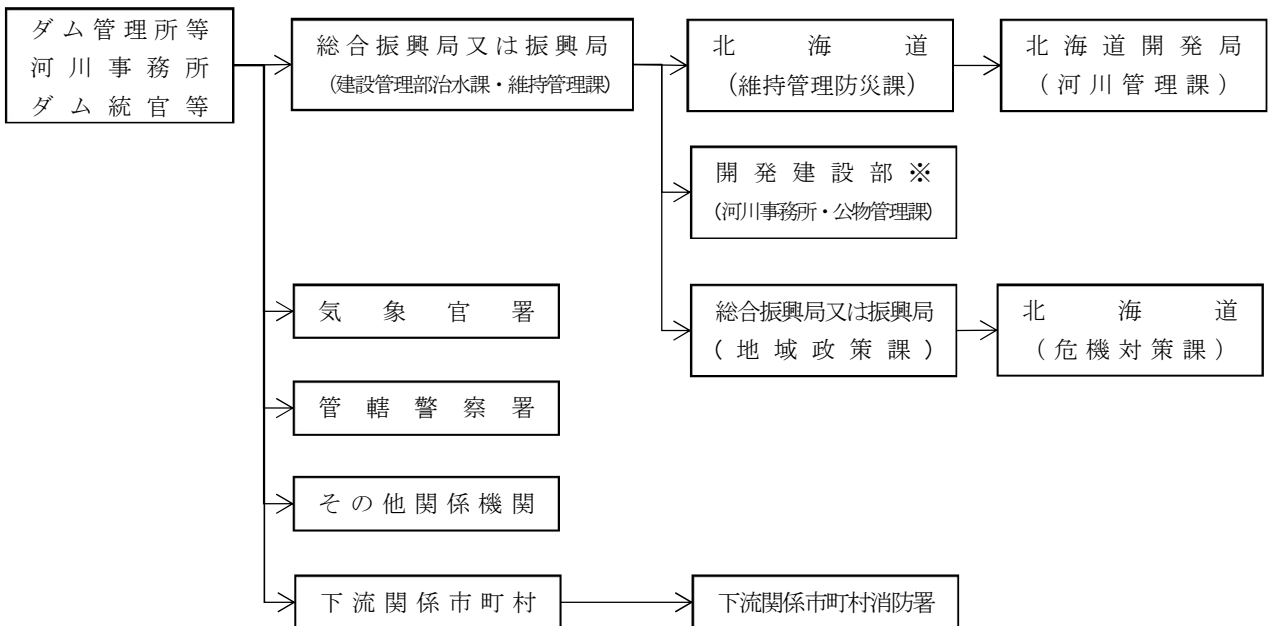 ダム管理所等
河川事務所
ダム統官等
総合振興局又は振興局
(建設管理部治水課・維持管理課)
北海道
(維持管理防災課)
北海道開発局
(河川管理課)
開発建設部※
(河川事務所・公物管理課)
気象官署
総合振興局又は振興局
(地域政策課)
北海道
(危機対策課)
管轄警察署
その他関係機関
下流関係市町村
下流関係市町村消防署